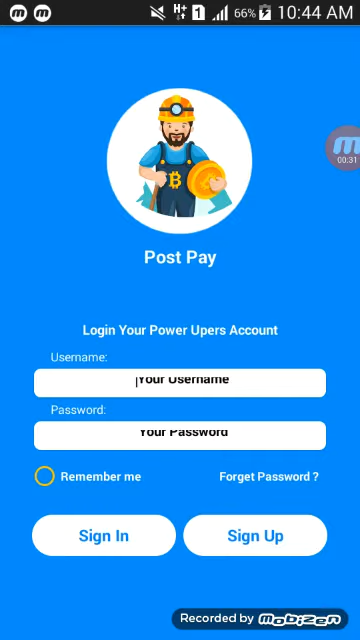 H+ 1 66% 10:44 AM
00:31
Post Pay
Login Your Power Upers Account
Username:
Your Username
Password:
Your Password
Remember me Forget Password ?
Sign In Sign Up
Recorded by Mobizen